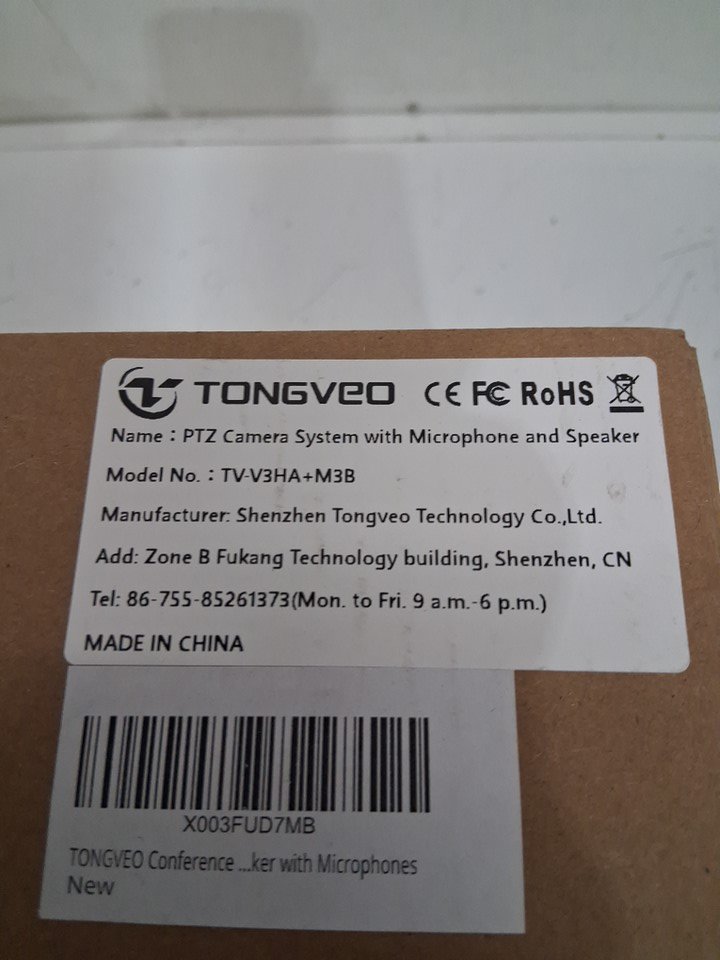 TONGVEO CE FC RoHS
Name：PTZ Camera System with Microphone and Speaker
Model No.：TV-V3HA+M3B
Manufacturer: Shenzhen Tongveo Technology Co.,Ltd.
Add: Zone B Fukang Technology building, Shenzhen, CN
Tel: 86-755-85261373(Mon. to Fri. 9 a.m.-6 p.m.)
MADE IN CHINA
X003FUD7MB
TONGVEO Conference ...ker with Microphones
New